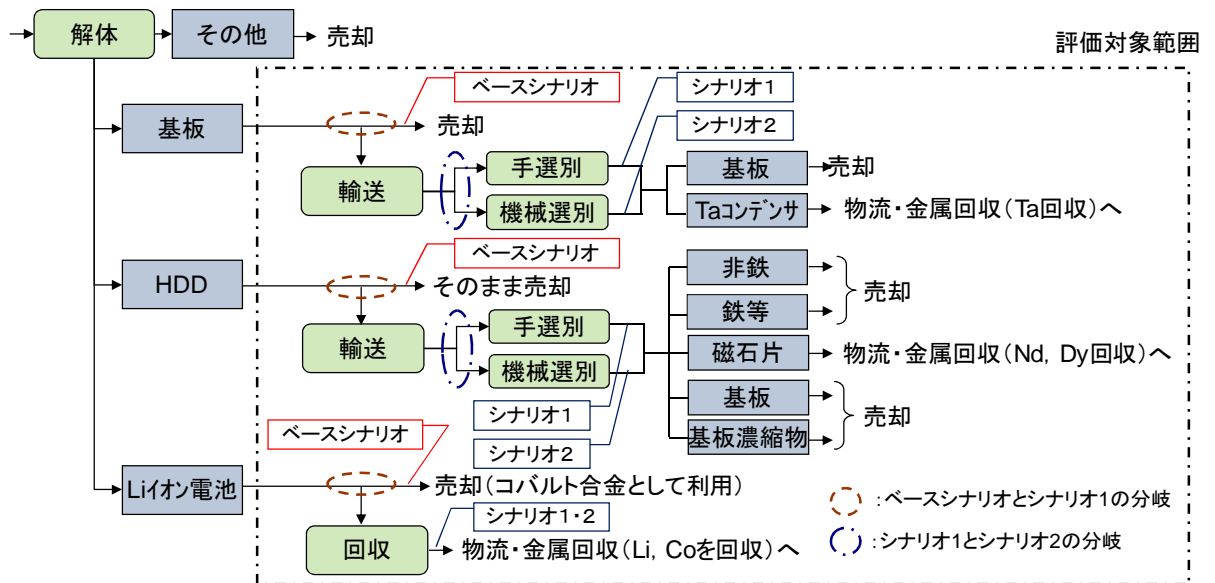 解体
その他
売却
評価対象範囲
ベースシナリオ
シナリオ1
シナリオ2
基板
売却
輸送
手選別
機械選別
基板
売却
Taコンデンサ
物流・金属回収(Ta回収)へ
ベースシナリオ
HDD
そのまま売却
輸送
手選別
機械選別
非鉄
鉄等
売却
磁石片
物流・金属回収(Nd, Dy回収)へ
基板
基板濃縮物
売却
シナリオ1
シナリオ2
ベースシナリオ
Liイオン電池
売却(コバルト合金として利用)
シナリオ1・2
回収
物流・金属回収(Li, Coを回収)へ
:ベースシナリオとシナリオ1の分岐
:シナリオ1とシナリオ2の分岐